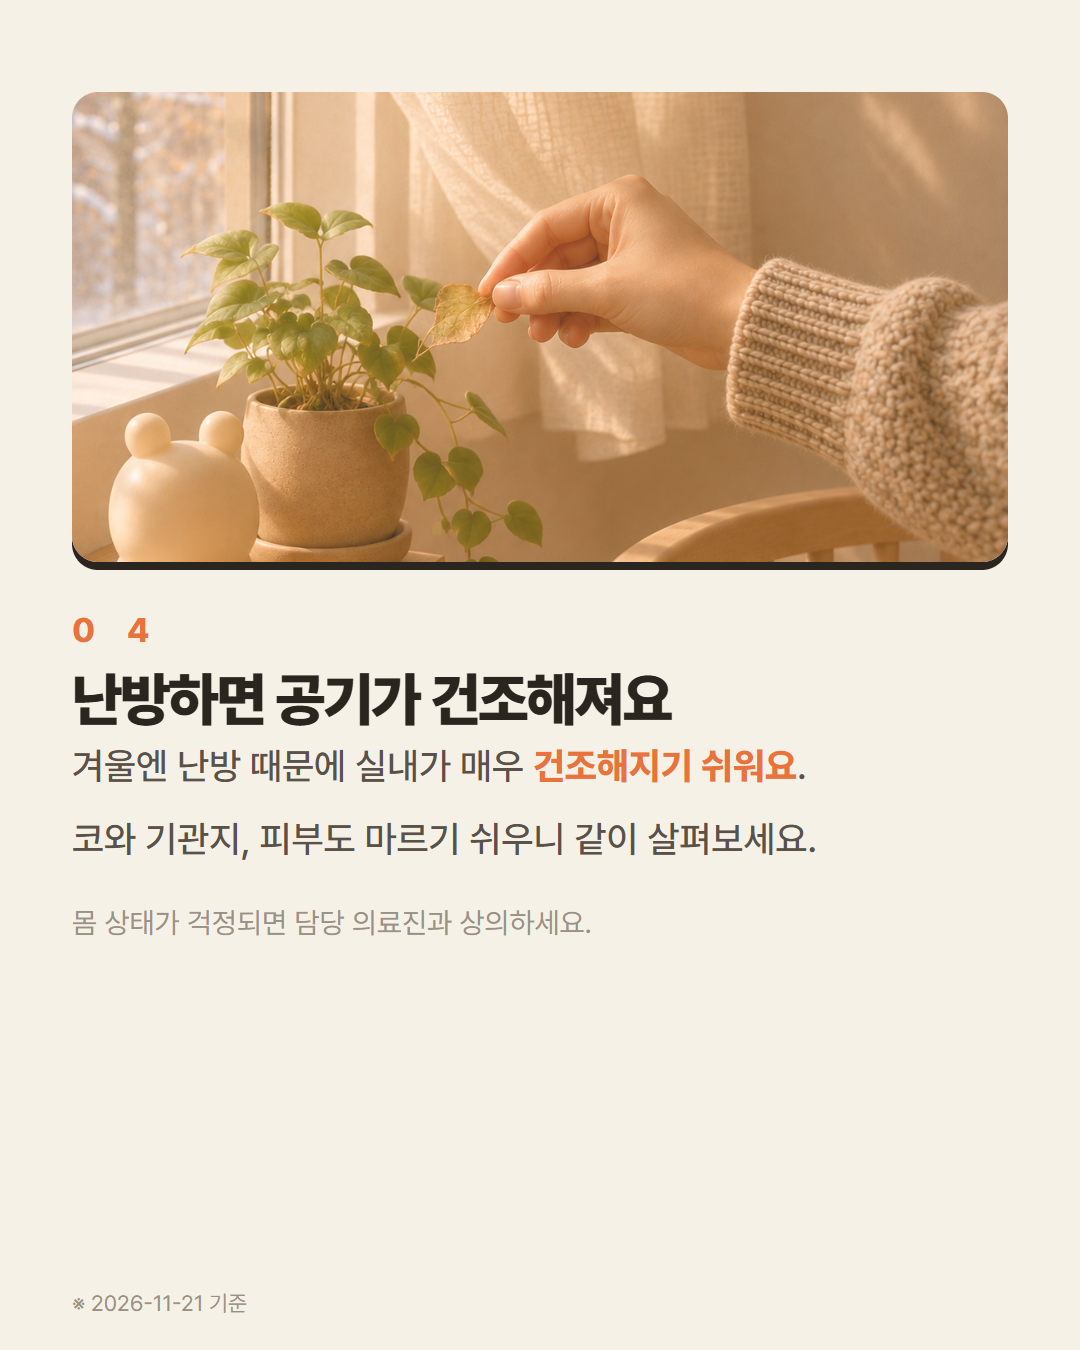 0 4
난방하면 공기가 건조해져요
겨울엔 난방 때문에 실내가 매우 건조해지기 쉬워요.
코와 기관지, 피부도 마르기 쉬우니 같이 살펴보세요.
몸 상태가 걱정되면 담당 의료진과 상의하세요.
※ 2026-11-21 기준